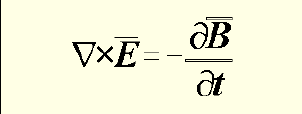 ∇×E̅ = −∂B̅/∂t